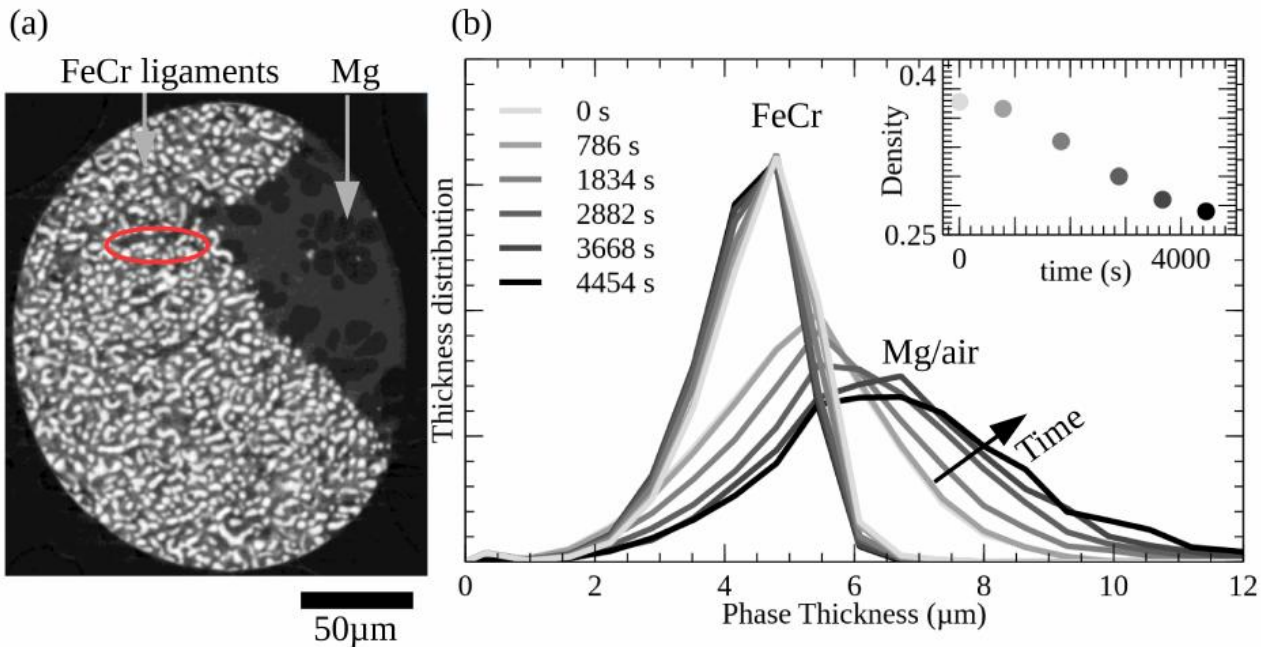 (a)
FeCr ligaments
Mg
50µm
(b)
Thickness distribution
0 s
786 s
1834 s
2882 s
3668 s
4454 s
FeCr
Mg/air
Time
0.4
Density
0.25
0
4000
time (s)
0
2
4
6
8
10
12
Phase Thickness (µm)